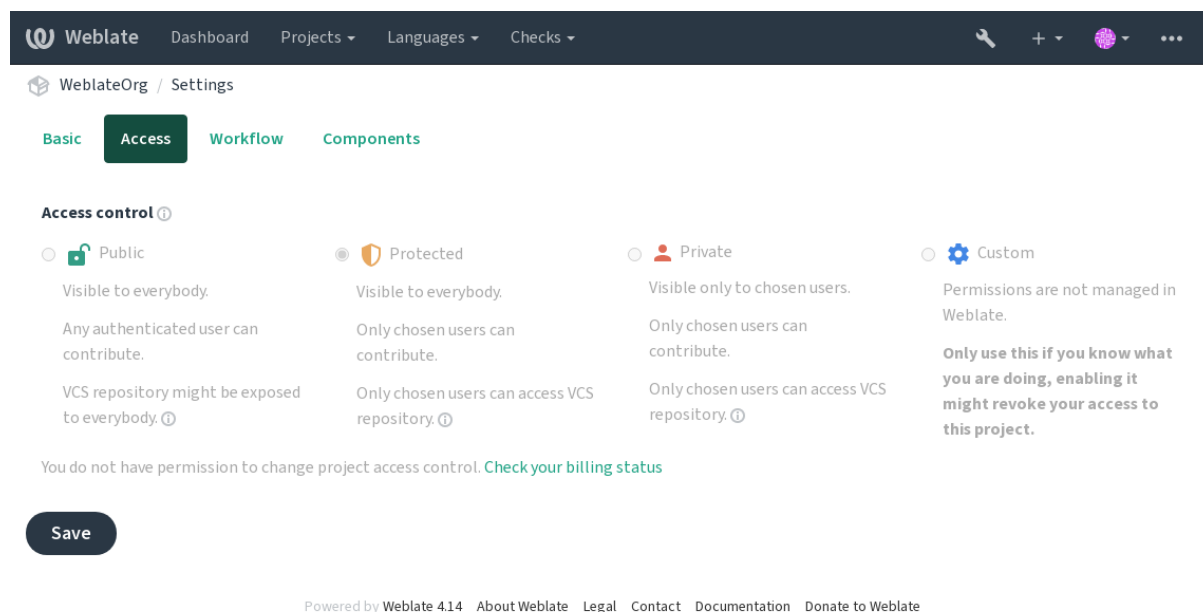 Weblate Dashboard Projects Languages Checks
WeblateOrg / Settings
Basic Access Workflow Components
Access control
Public
Visible to everybody.
Any authenticated user can
contribute.
VCS repository might be exposed
to everybody.
Protected
Visible to everybody.
Only chosen users can
contribute.
Only chosen users can access VCS
repository.
Private
Visible only to chosen users.
Only chosen users can
contribute.
Only chosen users can access VCS
repository.
Custom
Permissions are not managed in
Weblate.
Only use this if you know what
you are doing, enabling it
might revoke your access to
this project.
You do not have permission to change project access control. Check your billing status
Save
Powered by Weblate 4.14 About Weblate Legal Contact Documentation Donate to Weblate